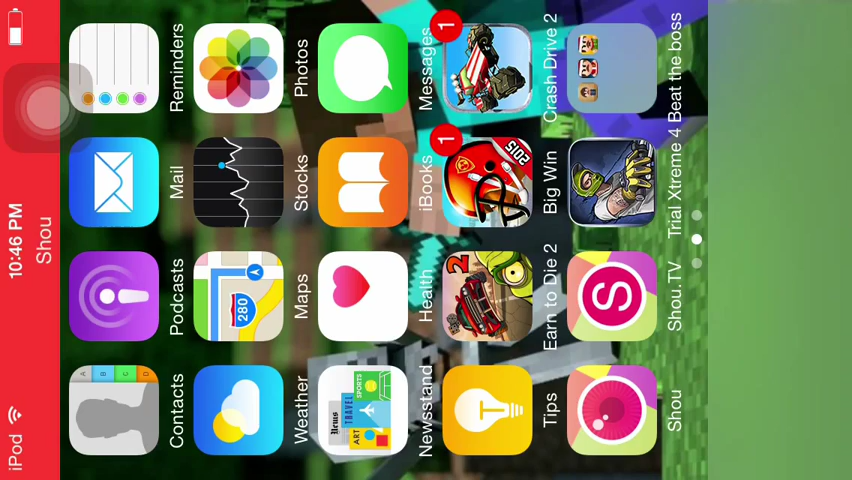 iPod 10:46 PM
Shou
A B C D
Contacts Podcasts Mail Reminders
280
Weather Maps Stocks Photos
News
ART TRAVEL SPORTS
Newsstand Health iBooks Messages
2 2015
1 1
Tips Earn to Die 2 Big Win Crash Drive 2
S
Shou Shou.TV Trial Xtreme 4 Beat the boss